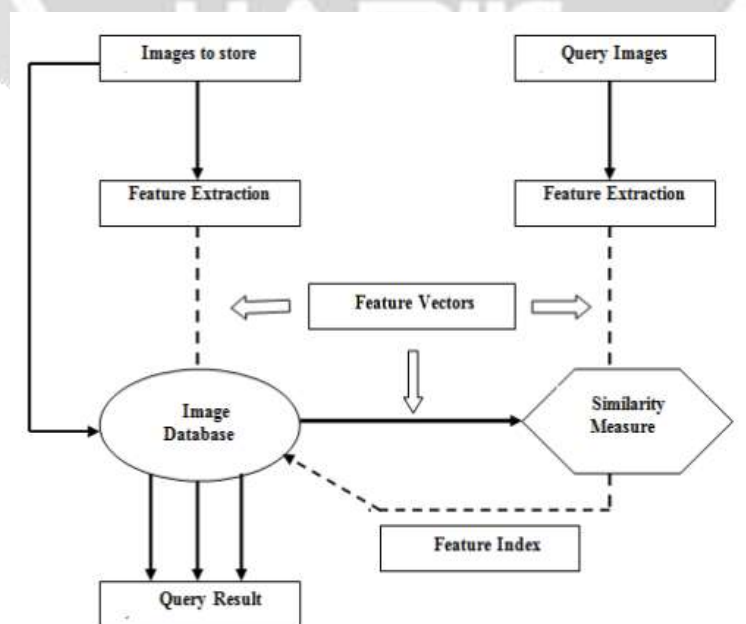 Images to store
Query Images
Feature Extraction
Feature Extraction
Feature Vectors
Image
Database
Similarity
Measure
Feature Index
Query Result